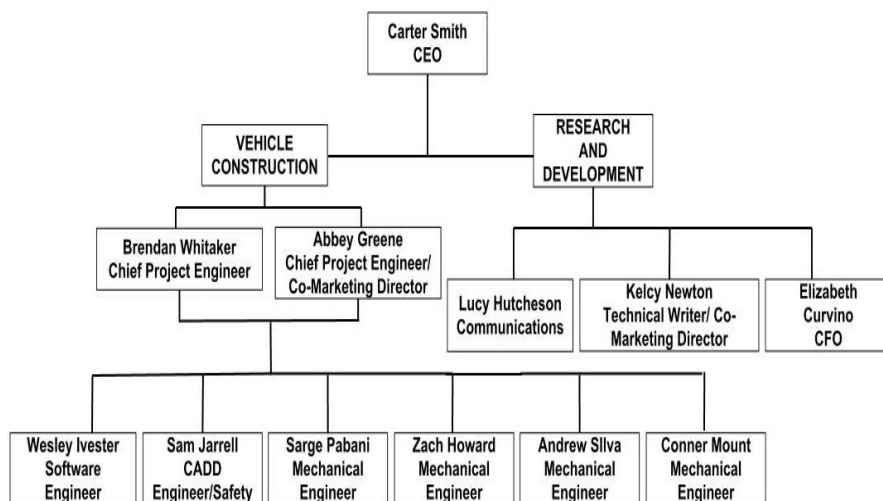 Carter Smith
CEO
VEHICLE
CONSTRUCTION
RESEARCH
AND
DEVELOPMENT
Brendan Whitaker
Chief Project Engineer
Abbey Greene
Chief Project Engineer/
Co-Marketing Director
Lucy Hutcheson
Communications
Kelcy Newton
Technical Writer/ Co-
Marketing Director
Elizabeth
Curvino
CFO
Wesley Ivester
Software
Engineer
Sam Jarrell
CADD
Engineer/Safety
Sarge Pabani
Mechanical
Engineer
Zach Howard
Mechanical
Engineer
Andrew SIlva
Mechanical
Engineer
Conner Mount
Mechanical
Engineer